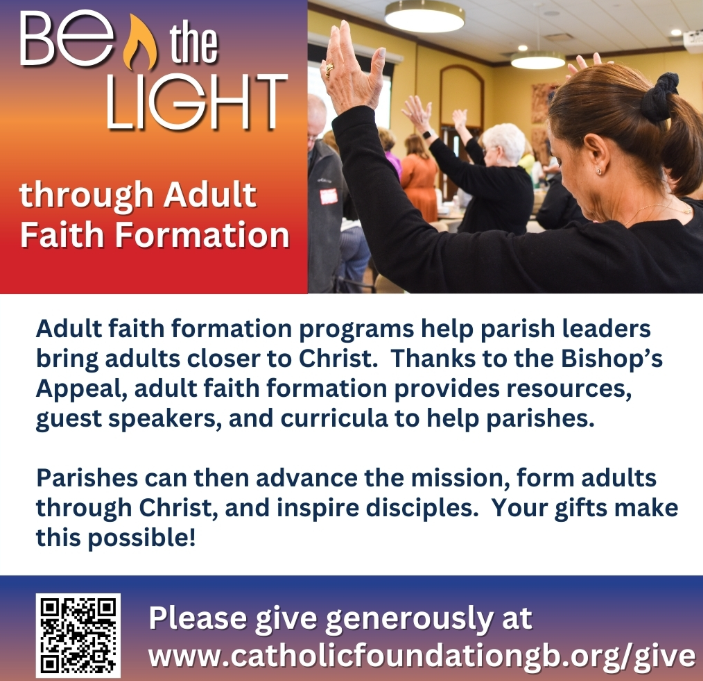 BE the
LIGHT
through Adult
Faith Formation
Adult faith formation programs help parish leaders
bring adults closer to Christ.  Thanks to the Bishop's
Appeal, adult faith formation provides resources,
guest speakers, and curricula to help parishes.
Parishes can then advance the mission, form adults
through Christ, and inspire disciples.  Your gifts make
this possible!
Please give generously at
www.catholicfoundationgb.org/give